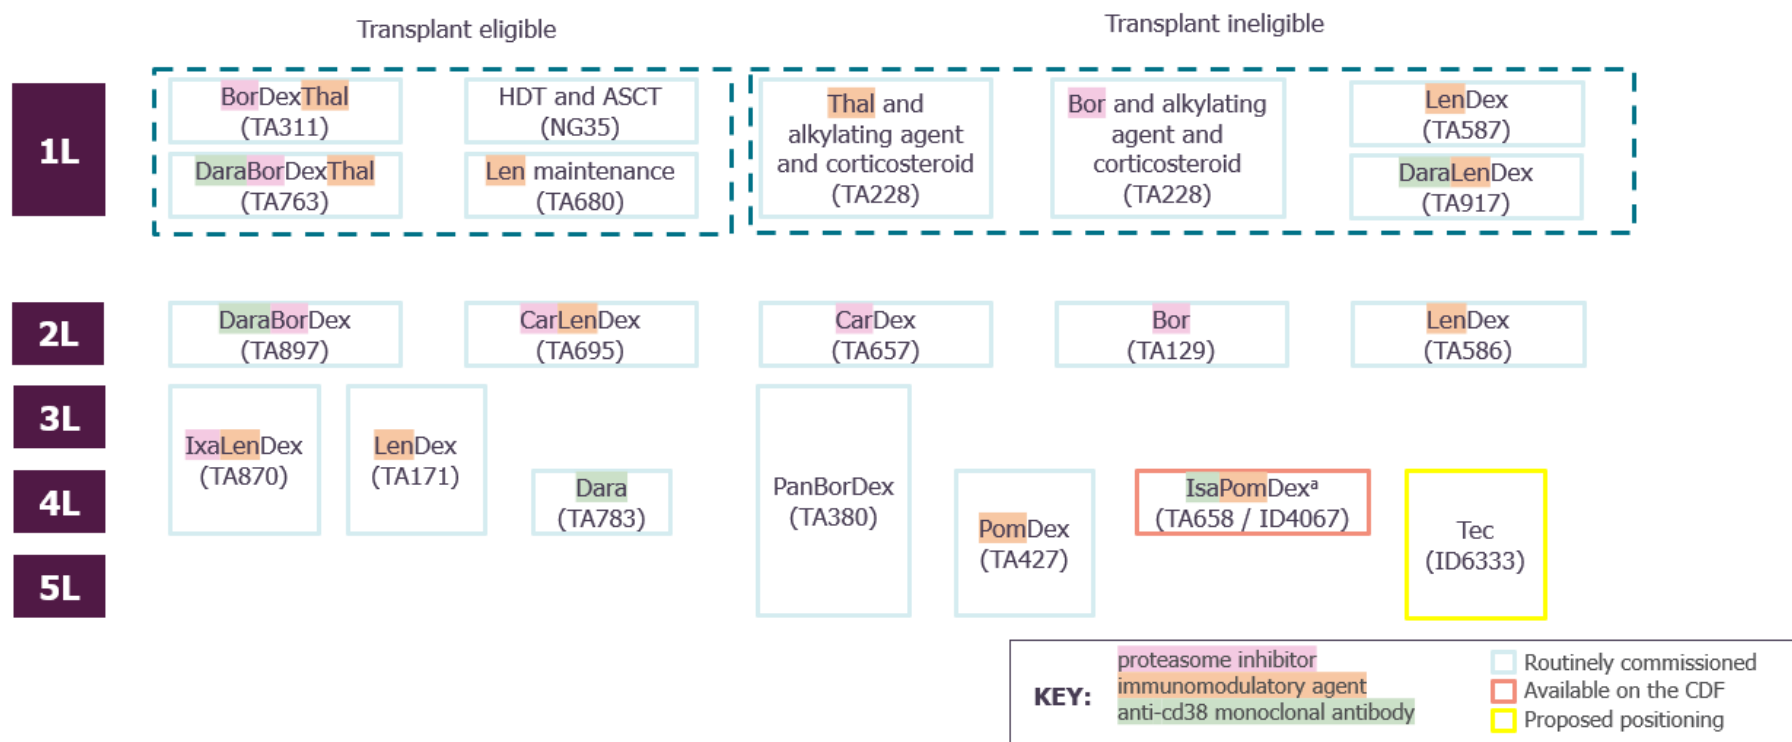 Transplant eligible
Transplant ineligible
1L
BorDexThal
(TA311)
HDT and ASCT
(NG35)
DaraBorDexThal
(TA763)
Len maintenance
(TA680)
Thal and
alkylating agent
and corticosteroid
(TA228)
Bor and alkylating
agent and
corticosteroid
(TA228)
LenDex
(TA587)
DaraLenDex
(TA917)
2L
DaraBorDex
(TA897)
CarLenDex
(TA695)
CarDex
(TA657)
Bor
(TA129)
LenDex
(TA586)
3L
4L
5L
IxaLenDex
(TA870)
LenDex
(TA171)
Dara
(TA783)
PanBorDex
(TA380)
PomDex
(TA427)
IsaPomDexᵃ
(TA658 / ID4067)
Tec
(ID6333)
KEY:
proteasome inhibitor
immunomodulatory agent
anti-cd38 monoclonal antibody
Routinely commissioned
Available on the CDF
Proposed positioning